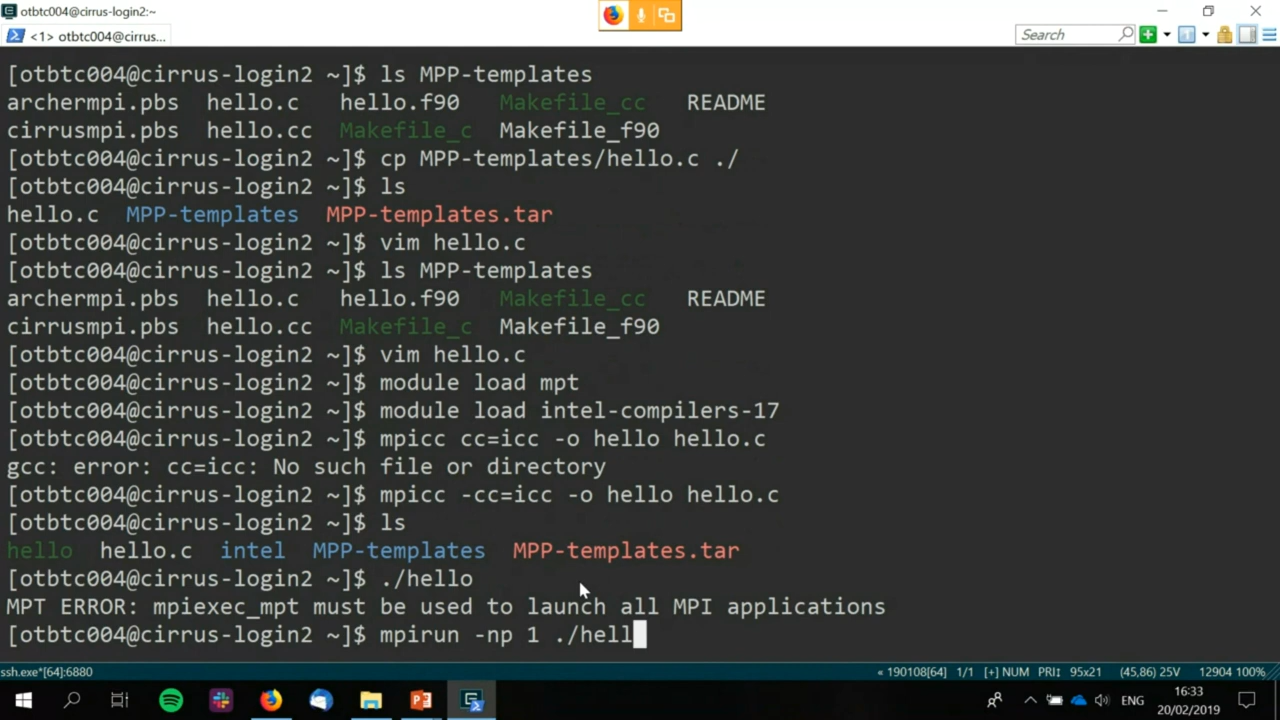 otbtc004@cirrus-login2:~
<1> otbtc004@cirrus...
Search
[otbtc004@cirrus-login2 ~]$ ls MPP-templates
archermpi.pbs hello.c hello.f90 Makefile_cc README
cirrusmpi.pbs hello.cc Makefile_c Makefile_f90
[otbtc004@cirrus-login2 ~]$ cp MPP-templates/hello.c ./
[otbtc004@cirrus-login2 ~]$ ls
hello.c MPP-templates MPP-templates.tar
[otbtc004@cirrus-login2 ~]$ vim hello.c
[otbtc004@cirrus-login2 ~]$ ls MPP-templates
archermpi.pbs hello.c hello.f90 Makefile_cc README
cirrusmpi.pbs hello.cc Makefile_c Makefile_f90
[otbtc004@cirrus-login2 ~]$ vim hello.c
[otbtc004@cirrus-login2 ~]$ module load mpt
[otbtc004@cirrus-login2 ~]$ module load intel-compilers-17
[otbtc004@cirrus-login2 ~]$ mpicc cc=icc -o hello hello.c
gcc: error: cc=icc: No such file or directory
[otbtc004@cirrus-login2 ~]$ mpicc -cc=icc -o hello hello.c
[otbtc004@cirrus-login2 ~]$ ls
hello hello.c intel MPP-templates MPP-templates.tar
[otbtc004@cirrus-login2 ~]$ ./hello
MPT ERROR: mpiexec_mpt must be used to launch all MPI applications
[otbtc004@cirrus-login2 ~]$ mpirun -np 1 ./hell
ssh.exe*[64]:6880
« 190108[64] 1/1 [+] NUM PRI↕ 95x21 (45,86) 25V 12904 100%
ENG
16:33
20/02/2019